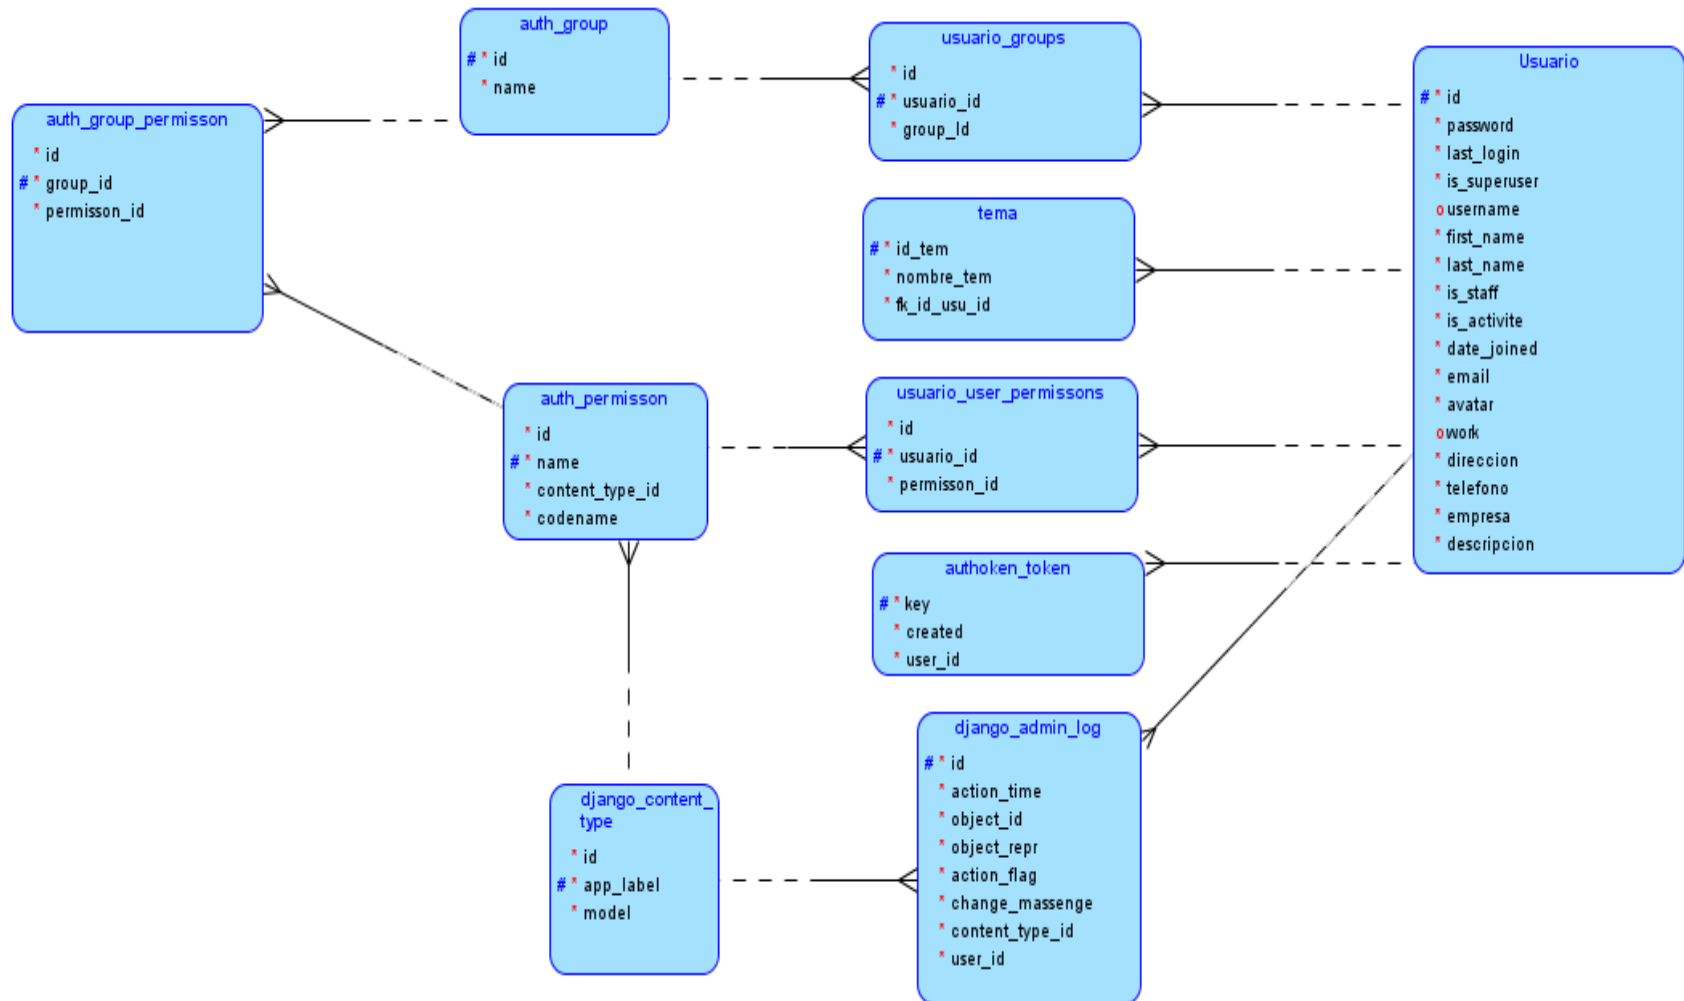 auth_group
# * id
* name
usuario_groups
* id
# * usuario_id
* group_Id
Usuario
# * id
* password
* last_login
* is_superuser
o username
* first_name
* last_name
* is_staff
* is_activite
* date_joined
* email
* avatar
o work
* direccion
* telefono
* empresa
* descripcion
auth_group_permisson
* id
# * group_id
* permisson_id
tema
# * id_tem
* nombre_tem
* fk_id_usu_id
auth_permisson
* id
# * name
* content_type_id
* codename
usuario_user_permissons
* id
# * usuario_id
* permisson_id
authoken_token
# * key
* created
* user_id
django_content_
type
* id
# * app_label
* model
django_admin_log
# * id
* action_time
* object_id
* object_repr
* action_flag
* change_massenge
* content_type_id
* user_id